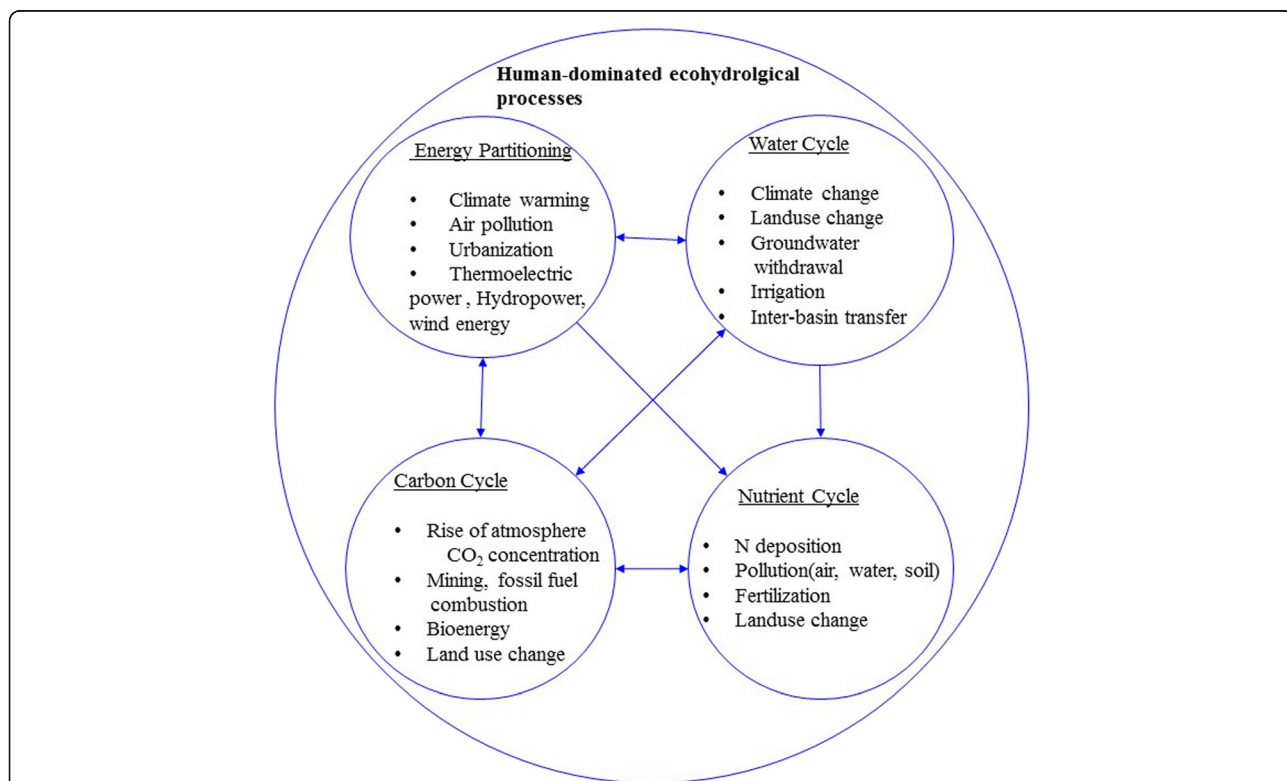 Human-dominated ecohydrolgical
processes
Energy Partitioning
• Climate warming
• Air pollution
• Urbanization
• Thermoelectric
power , Hydropower,
wind energy
Water Cycle
• Climate change
• Landuse change
• Groundwater
withdrawal
• Irrigation
• Inter-basin transfer
Carbon Cycle
• Rise of atmosphere
CO₂ concentration
• Mining, fossil fuel
combustion
• Bioenergy
• Land use change
Nutrient Cycle
• N deposition
• Pollution(air, water, soil)
• Fertilization
• Landuse change